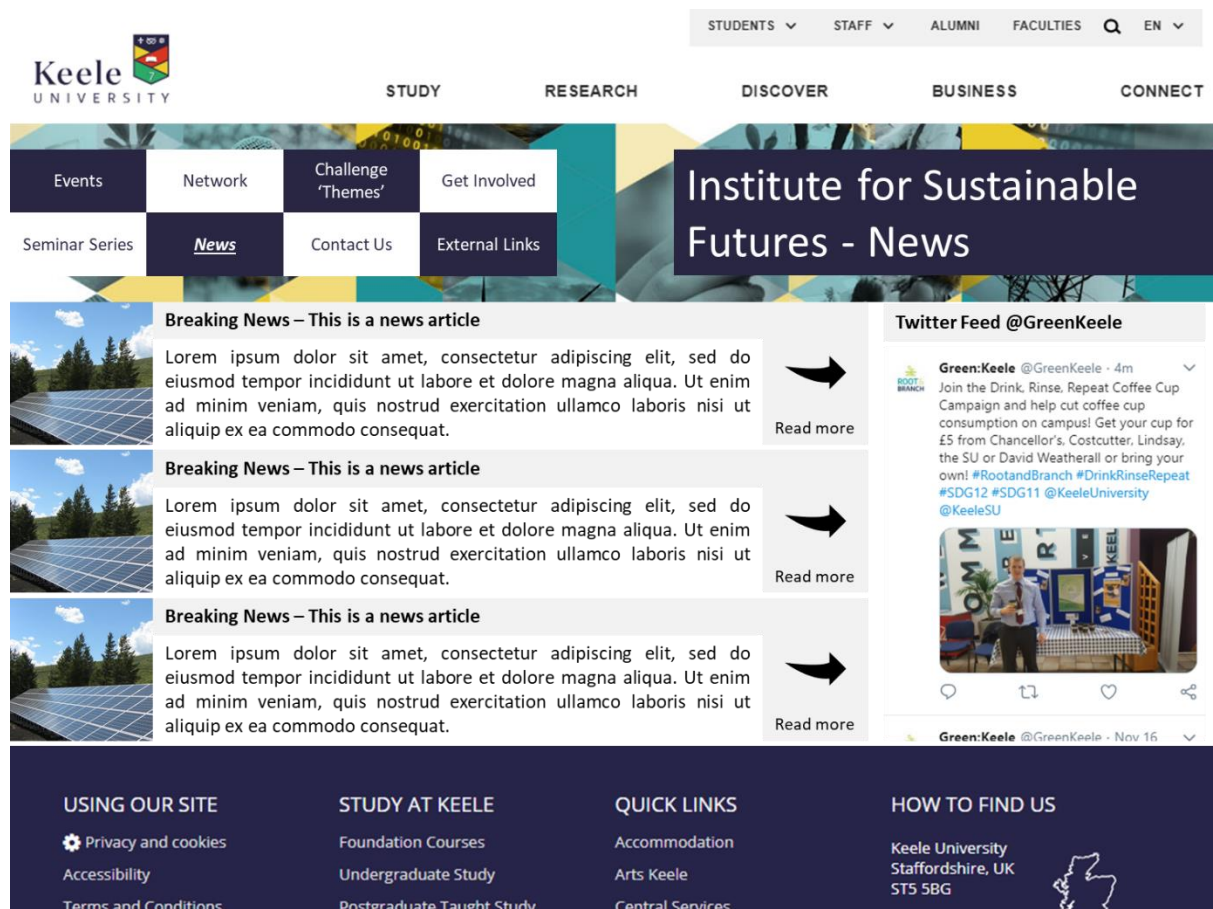 STUDENTS STAFF ALUMNI FACULTIES EN
Keele
UNIVERSITY
STUDY RESEARCH DISCOVER BUSINESS CONNECT
Events Network Challenge 'Themes' Get Involved
Seminar Series News Contact Us External Links
Institute for Sustainable
Futures - News
Breaking News – This is a news article
Lorem ipsum dolor sit amet, consectetur adipiscing elit, sed do
eiusmod tempor incididunt ut labore et dolore magna aliqua. Ut enim
ad minim veniam, quis nostrud exercitation ullamco laboris nisi ut
aliquip ex ea commodo consequat.
Read more
Breaking News – This is a news article
Lorem ipsum dolor sit amet, consectetur adipiscing elit, sed do
eiusmod tempor incididunt ut labore et dolore magna aliqua. Ut enim
ad minim veniam, quis nostrud exercitation ullamco laboris nisi ut
aliquip ex ea commodo consequat.
Read more
Breaking News – This is a news article
Lorem ipsum dolor sit amet, consectetur adipiscing elit, sed do
eiusmod tempor incididunt ut labore et dolore magna aliqua. Ut enim
ad minim veniam, quis nostrud exercitation ullamco laboris nisi ut
aliquip ex ea commodo consequat.
Read more
Twitter Feed @GreenKeele
ROOT&
BRANCH
Green:Keele @GreenKeele · 4m
Join the Drink, Rinse, Repeat Coffee Cup
Campaign and help cut coffee cup
consumption on campus! Get your cup for
£5 from Chancellor's, Costcutter, Lindsay,
the SU or David Weatherall or bring your
own! #RootandBranch #DrinkRinseRepeat
#SDG12 #SDG11 @KeeleUniversity
@KeeleSU
KEEL
Green:Keele @GreenKeele · Nov 16
USING OUR SITE
Privacy and cookies
Accessibility
Terms and Conditions
STUDY AT KEELE
Foundation Courses
Undergraduate Study
Postgraduate Taught Study
QUICK LINKS
Accommodation
Arts Keele
Central Services
HOW TO FIND US
Keele University
Staffordshire, UK
ST5 5BG